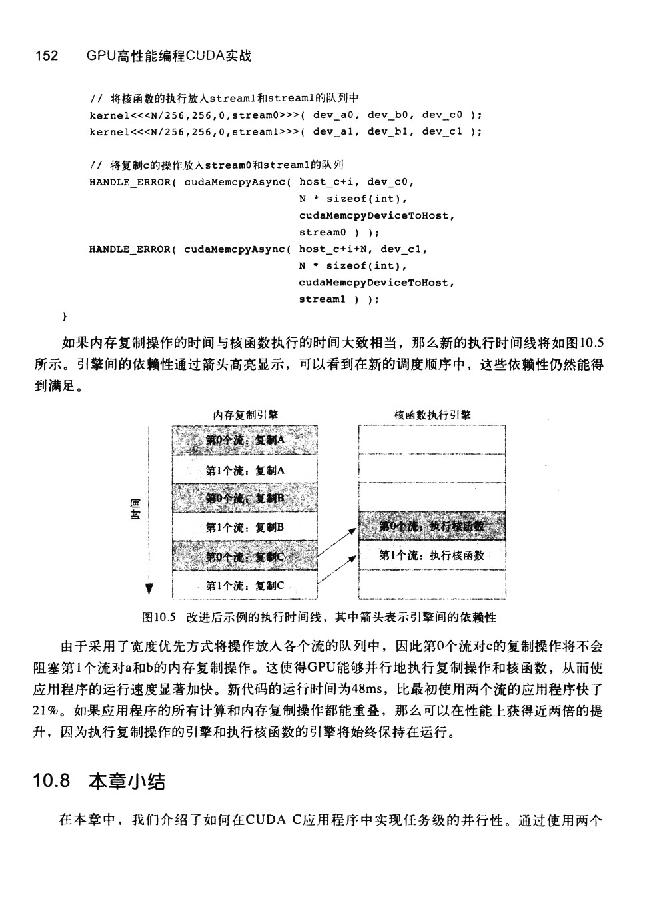 152 GPU高性能编程CUDA实战
// 将核函数的执行放入stream1和stream1的队列中
kernel<<<N/256,256,0,stream0>>>( dev_a0, dev_b0, dev_c0 );
kernel<<<N/256,256,0,stream1>>>( dev_a1, dev_b1, dev_c1 );
// 将复制c的操作放入stream0和stream1的队列
HANDLE_ERROR( cudaMemcpyAsync( host_c+i, dev_c0,
N * sizeof(int),
cudaMemcpyDeviceToHost,
stream0 ) );
HANDLE_ERROR( cudaMemcpyAsync( host_c+i+N, dev_c1,
N * sizeof(int),
cudaMemcpyDeviceToHost,
stream1 ) );
}
如果内存复制操作的时间与核函数执行的时间大致相当，那么新的执行时间线将如图10.5
所示。引擎间的依赖性通过箭头高亮显示，可以看到在新的调度顺序中，这些依赖性仍然能得
到满足。
内存复制引擎 核函数执行引擎
第0个流：复制A
第1个流：复制A
第0个流：复制B
第1个流：复制B
第0个流：执行核函数
第0个流：复制C
第1个流：执行核函数
第1个流：复制C
时间
图10.5 改进后示例的执行时间线，其中箭头表示引擎间的依赖性
由于采用了宽度优先方式将操作放入各个流的队列中，因此第0个流对c的复制操作将不会
阻塞第1个流对a和b的内存复制操作。这使得GPU能够并行地执行复制操作和核函数，从而使
应用程序的运行速度显著加快。新代码的运行时间为48ms，比最初使用两个流的应用程序快了
21%。如果应用程序的所有计算和内存复制操作都能重叠，那么可以在性能上获得近两倍的提
升，因为执行复制操作的引擎和执行核函数的引擎将始终保持在运行。
10.8 本章小结
在本章中，我们介绍了如何在CUDA C应用程序中实现任务级的并行性。通过使用两个